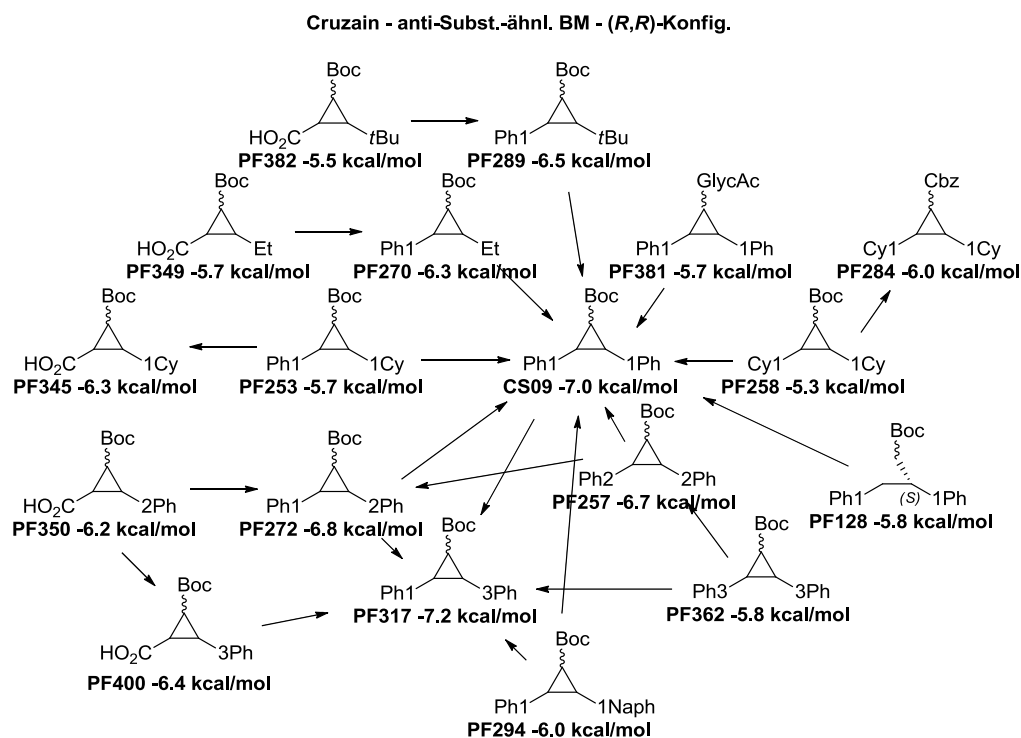 Cruzain - anti-Subst.-ähnl. BM - (R,R)-Konfig.
Boc
HO2C
tBu
PF382 -5.5 kcal/mol
Boc
Ph1
tBu
PF289 -6.5 kcal/mol
Boc
HO2C
Et
PF349 -5.7 kcal/mol
Boc
Ph1
Et
PF270 -6.3 kcal/mol
GlycAc
Ph1
1Ph
PF381 -5.7 kcal/mol
Cbz
Cy1
1Cy
PF284 -6.0 kcal/mol
Boc
HO2C
1Cy
PF345 -6.3 kcal/mol
Boc
Ph1
1Cy
PF253 -5.7 kcal/mol
Boc
Ph1
1Ph
CS09 -7.0 kcal/mol
Boc
Cy1
1Cy
PF258 -5.3 kcal/mol
Boc
HO2C
2Ph
PF350 -6.2 kcal/mol
Boc
Ph1
2Ph
PF272 -6.8 kcal/mol
Boc
Ph2
2Ph
PF257 -6.7 kcal/mol
Boc
Ph1
(S)
1Ph
PF128 -5.8 kcal/mol
Boc
HO2C
3Ph
PF400 -6.4 kcal/mol
Boc
Ph1
3Ph
PF317 -7.2 kcal/mol
Boc
Ph3
3Ph
PF362 -5.8 kcal/mol
Boc
Ph1
1Naph
PF294 -6.0 kcal/mol